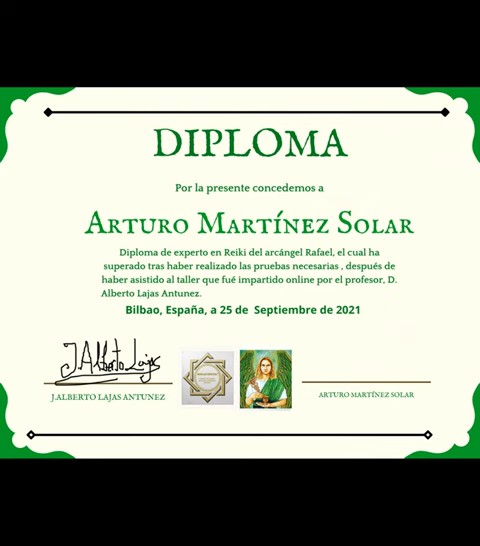 DIPLOMA
Por la presente concedemos a
Arturo Martínez Solar
Diploma de experto en Reiki del arcángel Rafael, el cual ha
superado tras haber realizado las pruebas necesarias , después de
haber asistido al taller que fué impartido online por el profesor, D.
Alberto Lajas Antunez.
Bilbao, España, a 25 de Septiembre de 2021
J.Alberto Lajas
J.ALBERTO LAJAS ANTUNEZ
ARTURO MARTÍNEZ SOLAR